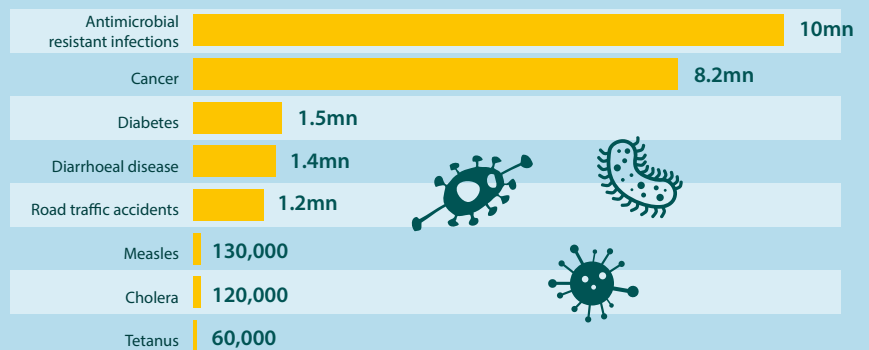 Antimicrobial
resistant infections
10mn
Cancer
8.2mn
Diabetes
1.5mn
Diarrhoeal disease
1.4mn
Road traffic accidents
1.2mn
Measles
130,000
Cholera
120,000
Tetanus
60,000